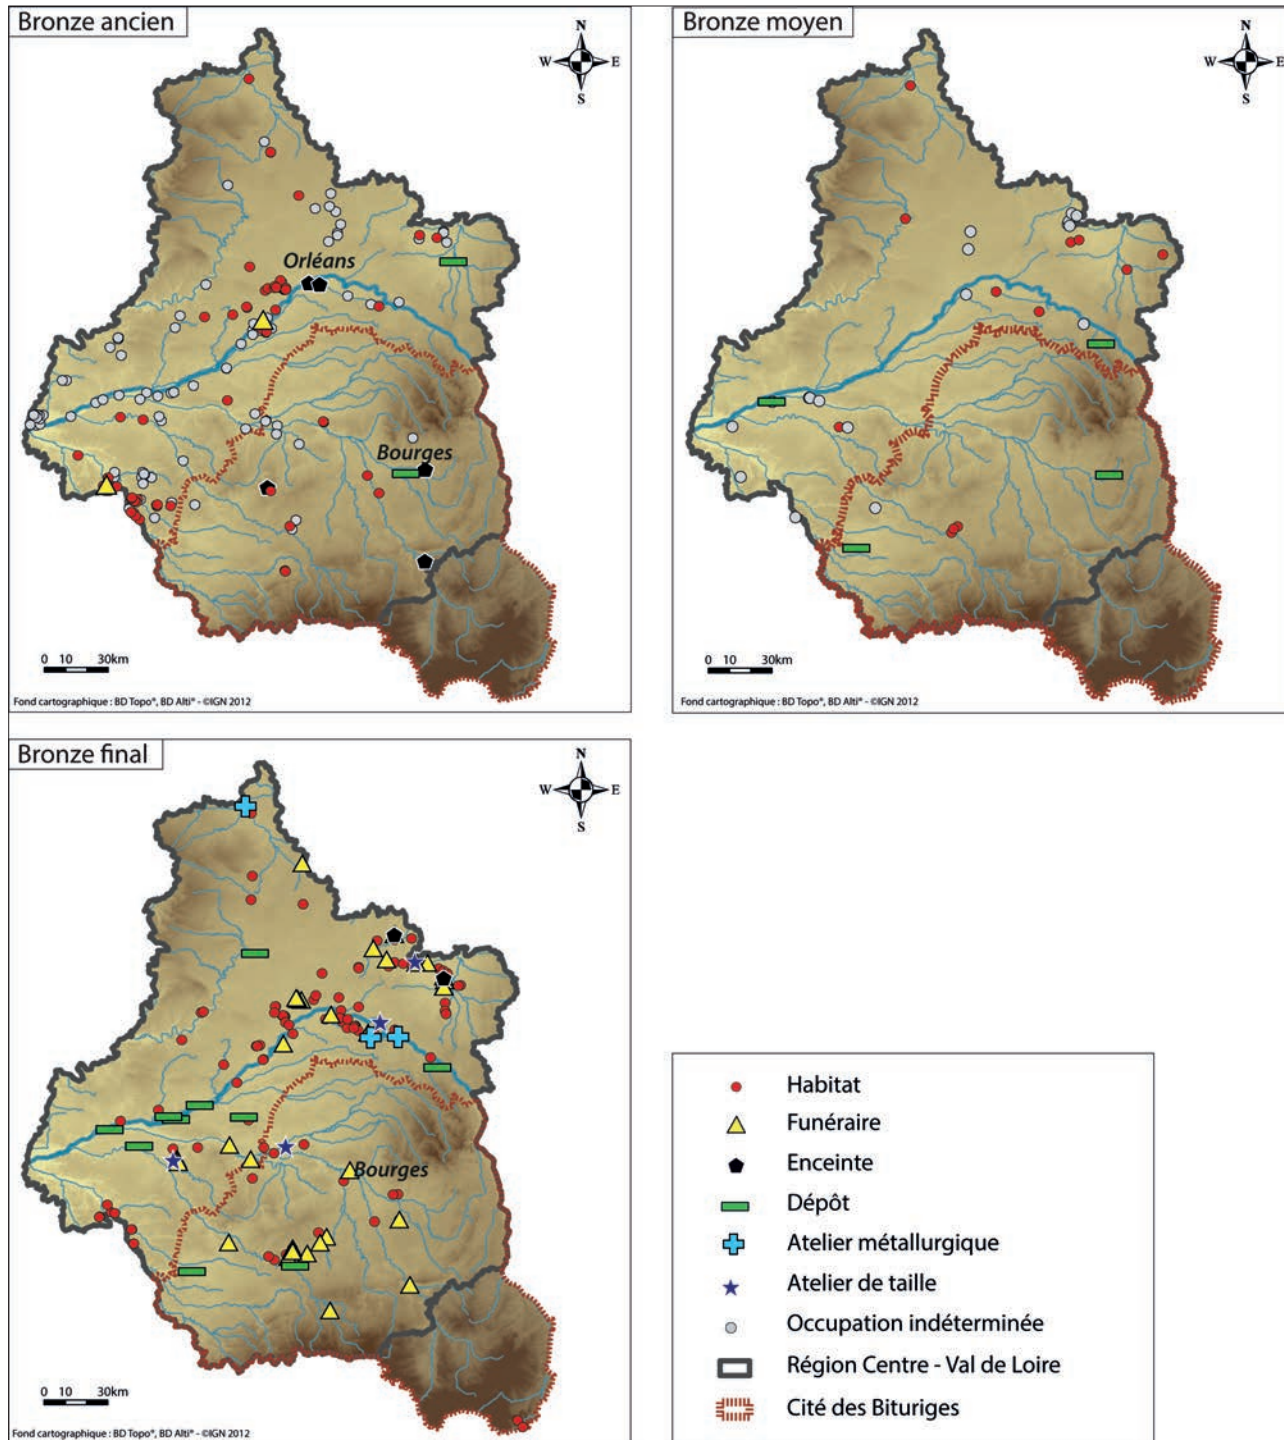 Bronze ancien
N
W
E
S
Orléans
Bourges
0 10 30km
Fond cartographique : BD Topo®, BD Alti® - ©IGN 2012
Bronze moyen
N
W
E
S
0 10 30km
Fond cartographique : BD Topo®, BD Alti® - ©IGN 2012
Bronze final
N
W
E
S
Bourges
0 10 30km
Fond cartographique : BD Topo®, BD Alti® - ©IGN 2012
Habitat
Funéraire
Enceinte
Dépôt
Atelier métallurgique
Atelier de taille
Occupation indéterminée
Région Centre - Val de Loire
Cité des Bituriges